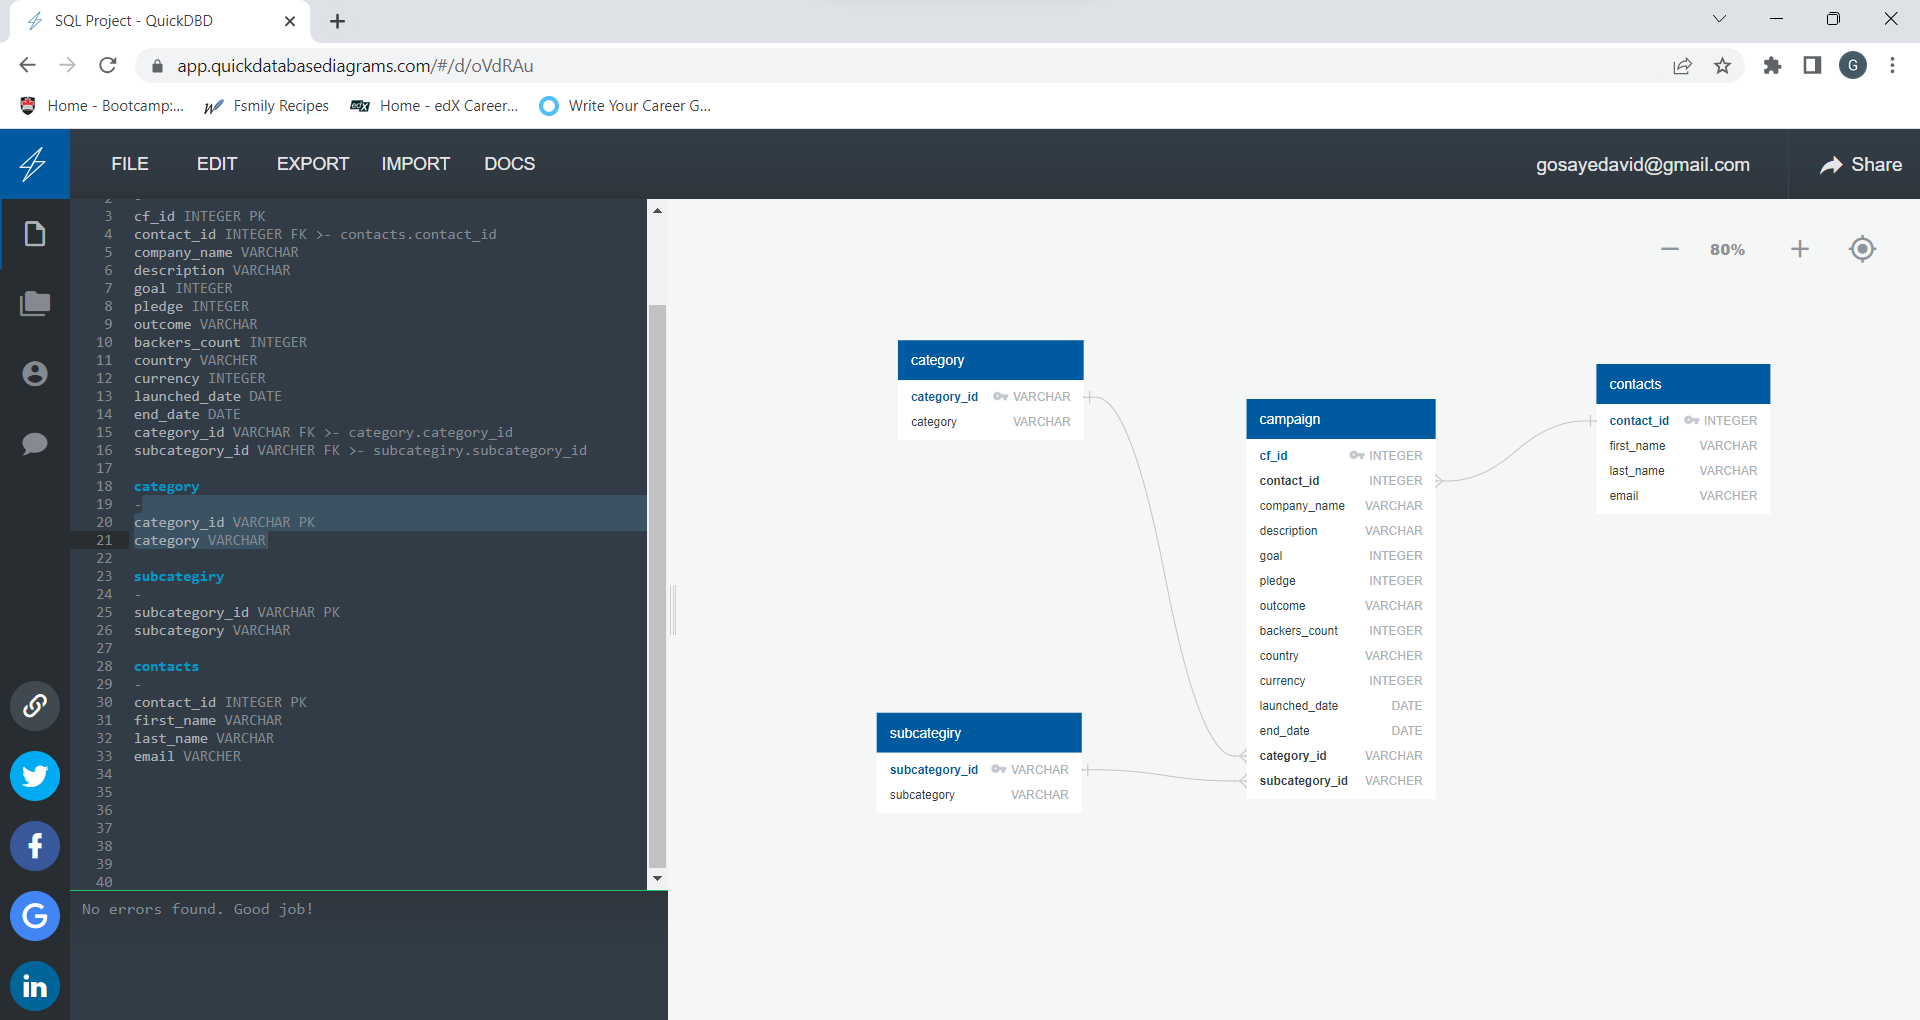 SQL Project - QuickDBD
app.quickdatabasediagrams.com/#/d/oVdRAu
G
Home - Bootcamp:...
Fsmily Recipes
edX
Home - edX Career...
Write Your Career G...
FILE EDIT EXPORT IMPORT DOCS
gosayedavid@gmail.com
Share
2 -
3 cf_id INTEGER PK
4 contact_id INTEGER FK >- contacts.contact_id
5 company_name VARCHAR
6 description VARCHAR
7 goal INTEGER
8 pledge INTEGER
9 outcome VARCHAR
10 backers_count INTEGER
11 country VARCHER
12 currency INTEGER
13 launched_date DATE
14 end_date DATE
15 category_id VARCHAR FK >- category.category_id
16 subcategory_id VARCHER FK >- subcategiry.subcategory_id
17
18 category
19 -
20 category_id VARCHAR PK
21 category VARCHAR
22
23 subcategiry
24 -
25 subcategory_id VARCHAR PK
26 subcategory VARCHAR
27
28 contacts
29 -
30 contact_id INTEGER PK
31 first_name VARCHAR
32 last_name VARCHAR
33 email VARCHER
34
35
36
37
38
39
40
No errors found. Good job!
f
G
in
80%
category
category_id VARCHAR
category VARCHAR
subcategiry
subcategory_id VARCHAR
subcategory VARCHAR
campaign
cf_id INTEGER
contact_id INTEGER
company_name VARCHAR
description VARCHAR
goal INTEGER
pledge INTEGER
outcome VARCHAR
backers_count INTEGER
country VARCHER
currency INTEGER
launched_date DATE
end_date DATE
category_id VARCHAR
subcategory_id VARCHER
contacts
contact_id INTEGER
first_name VARCHAR
last_name VARCHAR
email VARCHER